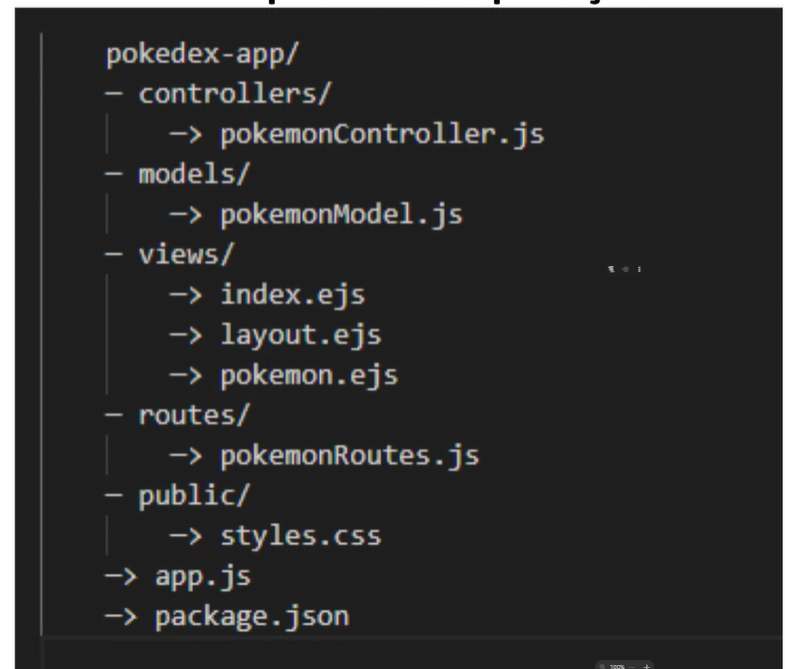 pokedex-app/
– controllers/
–> pokemonController.js
– models/
–> pokemonModel.js
– views/
–> index.ejs
–> layout.ejs
–> pokemon.ejs
– routes/
–> pokemonRoutes.js
– public/
–> styles.css
–> app.js
–> package.json